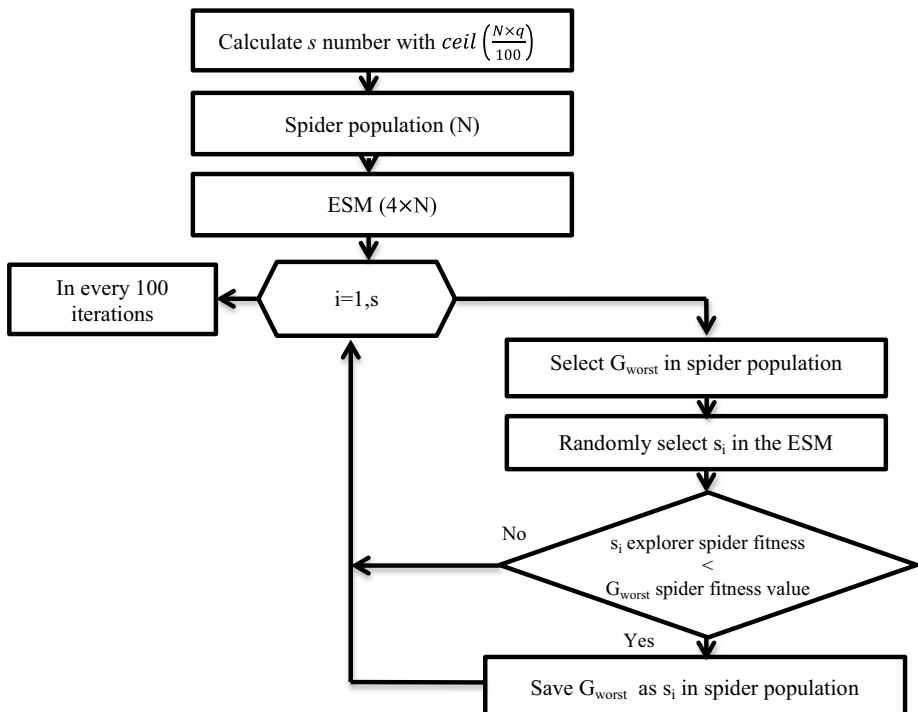 Calculate s number with ceil (N×q/100)
Spider population (N)
ESM (4×N)
In every 100
iterations
i=1,s
Select Gworst in spider population
Randomly select si in the ESM
No
si explorer spider fitness
<
Gworst spider fitness value
Yes
Save Gworst as si in spider population